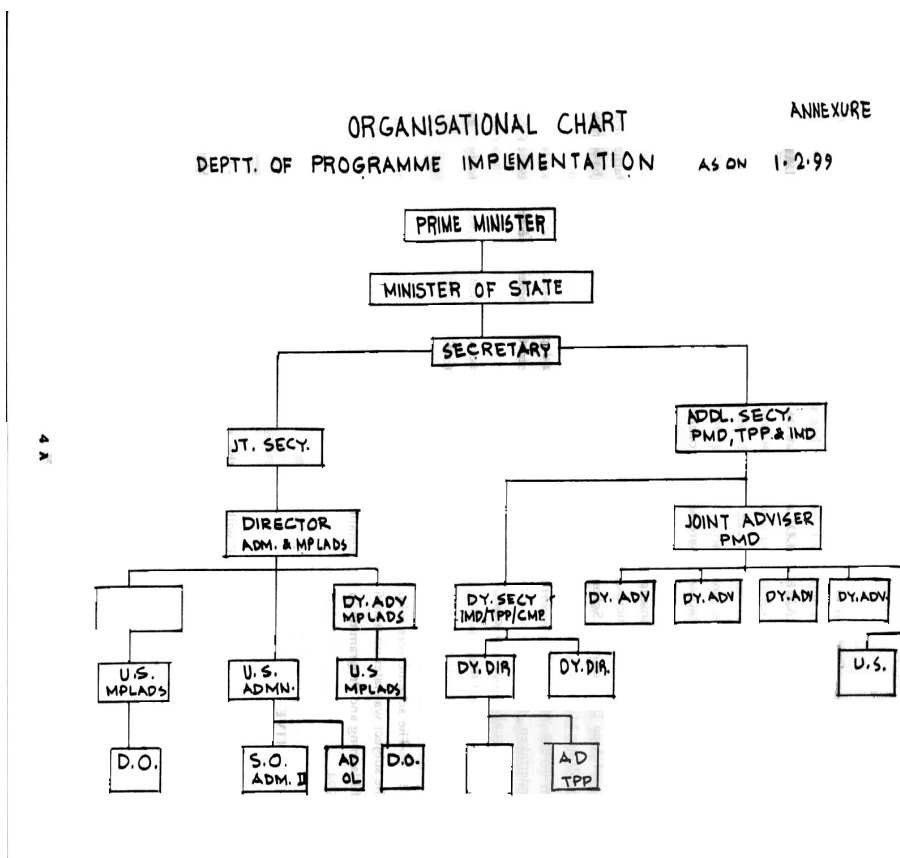 ANNEXURE
ORGANISATIONAL CHART
DEPTT. OF PROGRAMME IMPLEMENTATION AS ON 1.2.99
PRIME MINISTER
MINISTER OF STATE
SECRETARY
ADDL. SECY.
PMD, TPP & IMD
JT. SECY.
4 A
DIRECTOR
ADM. & MPLADS
JOINT ADVISER
PMD
DY. ADV
MPLADS
DY. SECY
IMD/TPP/CMP
DY. ADV
DY. ADV
DY. ADV
DY. ADV.
U.S.
MPLADS
U.S.
ADMN.
U.S
MPLADS
DY. DIR
DY. DIR.
U.S.
D.O.
S.O.
ADM. II
AD
OL
D.O.
AD
TPP